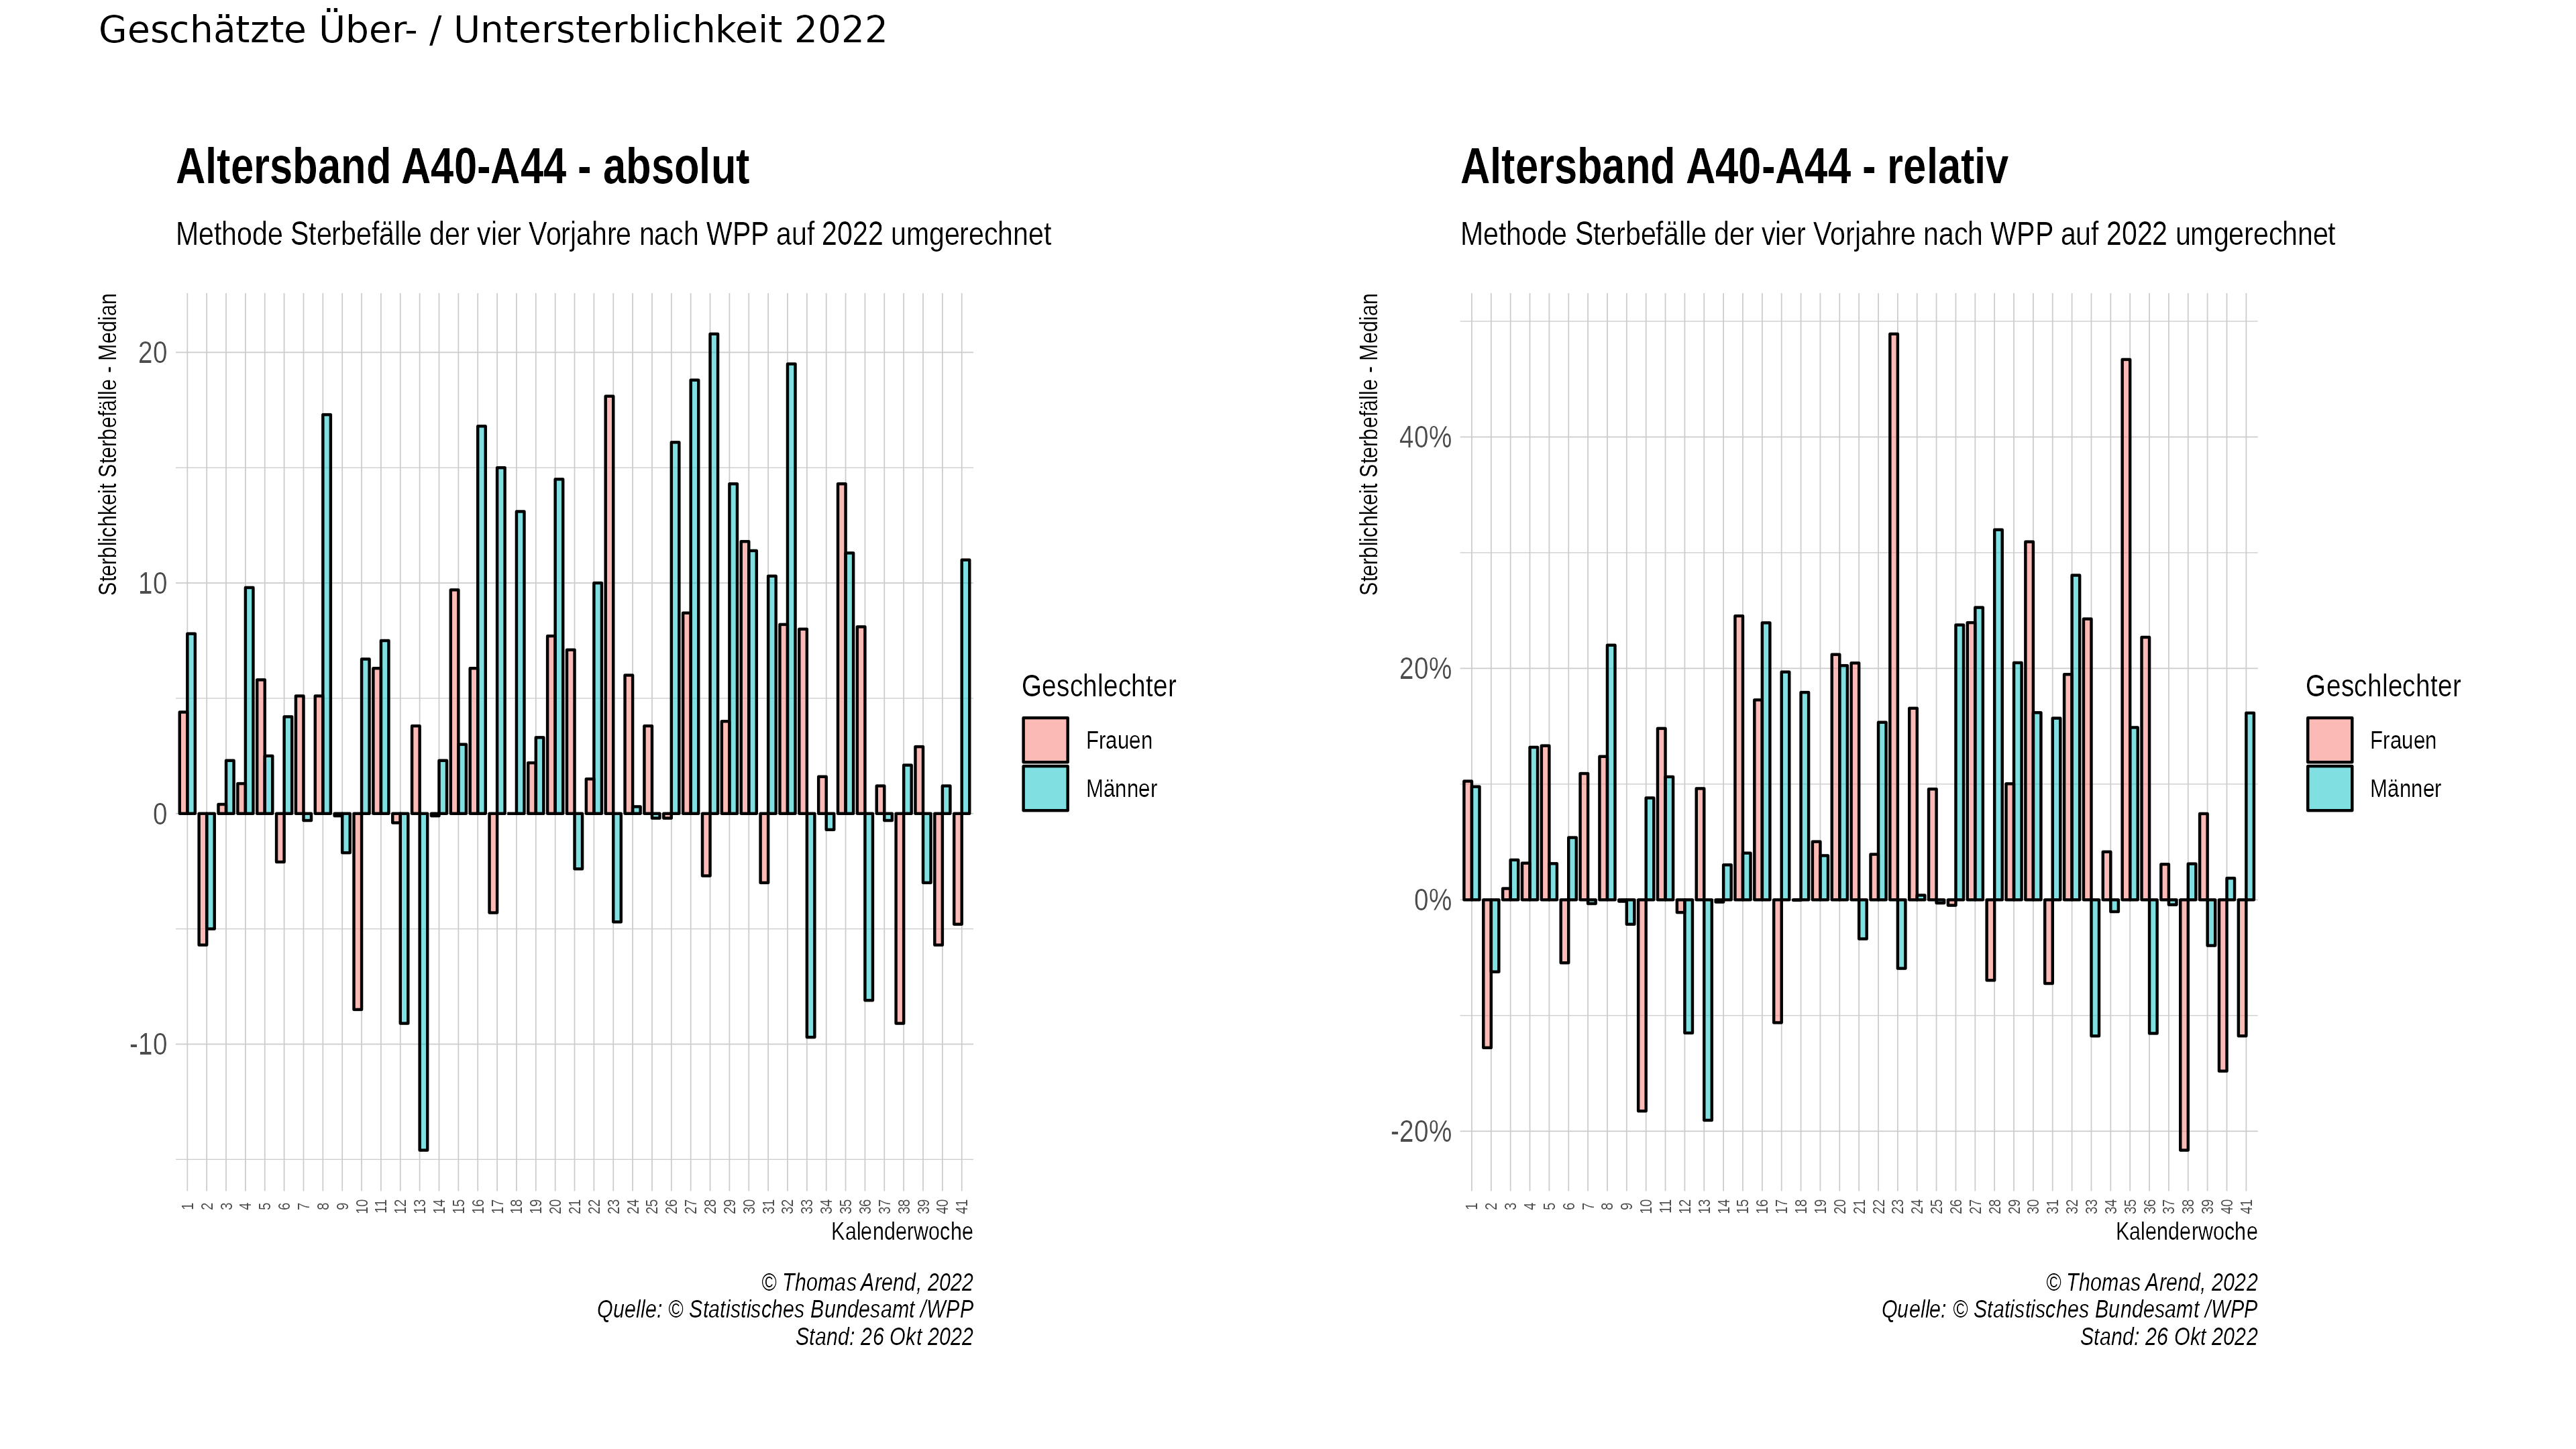 Geschätzte Über- / Untersterblichkeit 2022
Altersband A40-A44 - absolut
Methode Sterbefälle der vier Vorjahre nach WPP auf 2022 umgerechnet
Sterblichkeit Sterbefälle - Median
20
10
0
-10
1 2 3 4 5 6 7 8 9 10 11 12 13 14 15 16 17 18 19 20 21 22 23 24 25 26 27 28 29 30 31 32 33 34 35 36 37 38 39 40 41
Kalenderwoche
Geschlechter
Frauen
Männer
© Thomas Arend, 2022
Quelle: © Statistisches Bundesamt /WPP
Stand: 26 Okt 2022
Altersband A40-A44 - relativ
Methode Sterbefälle der vier Vorjahre nach WPP auf 2022 umgerechnet
Sterblichkeit Sterbefälle - Median
40%
20%
0%
-20%
1 2 3 4 5 6 7 8 9 10 11 12 13 14 15 16 17 18 19 20 21 22 23 24 25 26 27 28 29 30 31 32 33 34 35 36 37 38 39 40 41
Kalenderwoche
Geschlechter
Frauen
Männer
© Thomas Arend, 2022
Quelle: © Statistisches Bundesamt /WPP
Stand: 26 Okt 2022